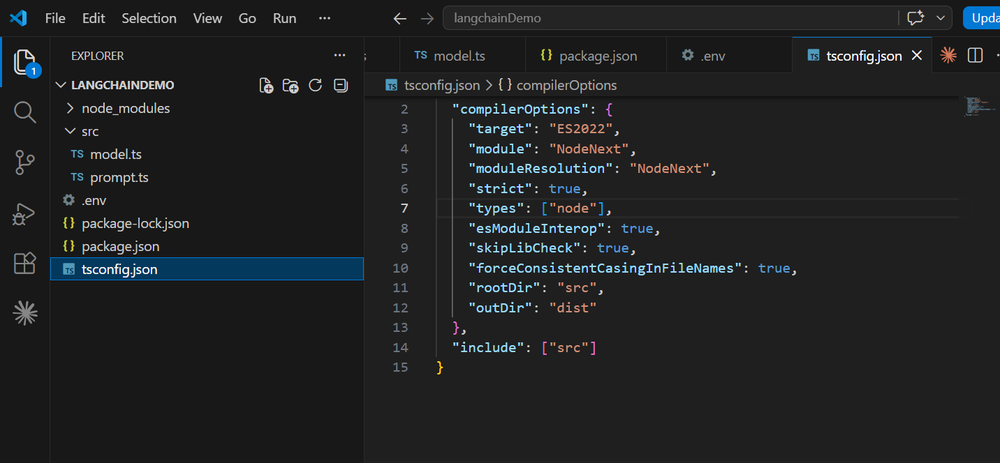 File Edit Selection View Go Run ···
langchainDemo
EXPLORER
1
LANGCHAINDEMO
node_modules
src
TS model.ts
TS prompt.ts
.env
{} package-lock.json
{} package.json
TS tsconfig.json
TS model.ts
{} package.json
.env
TS tsconfig.json
TS tsconfig.json > {} compilerOptions
2 "compilerOptions": {
3 "target": "ES2022",
4 "module": "NodeNext",
5 "moduleResolution": "NodeNext",
6 "strict": true,
7 "types": ["node"],
8 "esModuleInterop": true,
9 "skipLibCheck": true,
10 "forceConsistentCasingInFileNames": true,
11 "rootDir": "src",
12 "outDir": "dist"
13 },
14 "include": ["src"]
15 }